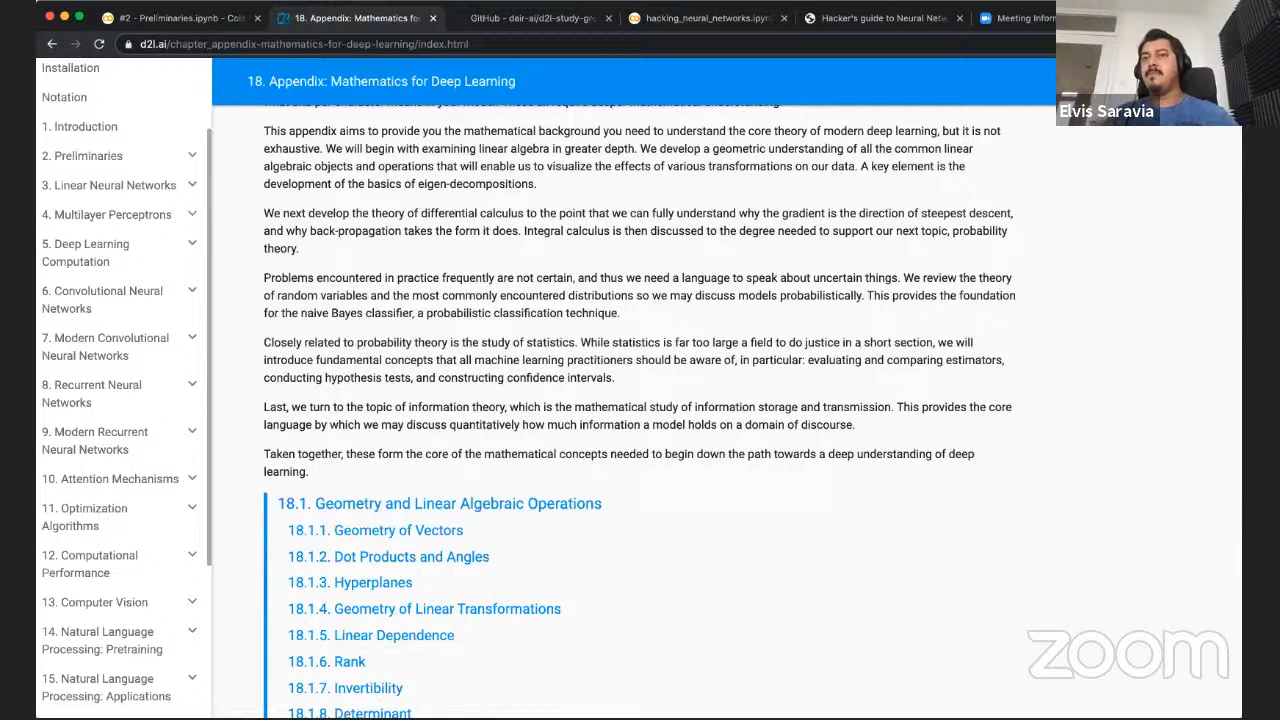 #2 - Preliminaries.ipynb - Cola
18. Appendix: Mathematics for
GitHub - dair-ai/d2l-study-gro
hacking_neural_networks.ipyn
Hacker's guide to Neural Netw
Meeting Inform
d2l.ai/chapter_appendix-mathematics-for-deep-learning/index.html
Elvis Saravia
Installation
Notation
1. Introduction
2. Preliminaries
3. Linear Neural Networks
4. Multilayer Perceptrons
5. Deep Learning
Computation
6. Convolutional Neural
Networks
7. Modern Convolutional
Neural Networks
8. Recurrent Neural
Networks
9. Modern Recurrent
Neural Networks
10. Attention Mechanisms
11. Optimization
Algorithms
12. Computational
Performance
13. Computer Vision
14. Natural Language
Processing: Pretraining
15. Natural Language
Processing: Applications
18. Appendix: Mathematics for Deep Learning
This appendix aims to provide you the mathematical background you need to understand the core theory of modern deep learning, but it is not
exhaustive. We will begin with examining linear algebra in greater depth. We develop a geometric understanding of all the common linear
algebraic objects and operations that will enable us to visualize the effects of various transformations on our data. A key element is the
development of the basics of eigen-decompositions.
We next develop the theory of differential calculus to the point that we can fully understand why the gradient is the direction of steepest descent,
and why back-propagation takes the form it does. Integral calculus is then discussed to the degree needed to support our next topic, probability
theory.
Problems encountered in practice frequently are not certain, and thus we need a language to speak about uncertain things. We review the theory
of random variables and the most commonly encountered distributions so we may discuss models probabilistically. This provides the foundation
for the naive Bayes classifier, a probabilistic classification technique.
Closely related to probability theory is the study of statistics. While statistics is far too large a field to do justice in a short section, we will
introduce fundamental concepts that all machine learning practitioners should be aware of, in particular: evaluating and comparing estimators,
conducting hypothesis tests, and constructing confidence intervals.
Last, we turn to the topic of information theory, which is the mathematical study of information storage and transmission. This provides the core
language by which we may discuss quantitatively how much information a model holds on a domain of discourse.
Taken together, these form the core of the mathematical concepts needed to begin down the path towards a deep understanding of deep
learning.
18.1. Geometry and Linear Algebraic Operations
18.1.1. Geometry of Vectors
18.1.2. Dot Products and Angles
18.1.3. Hyperplanes
18.1.4. Geometry of Linear Transformations
18.1.5. Linear Dependence
18.1.6. Rank
18.1.7. Invertibility
18.1.8. Determinant
zoom